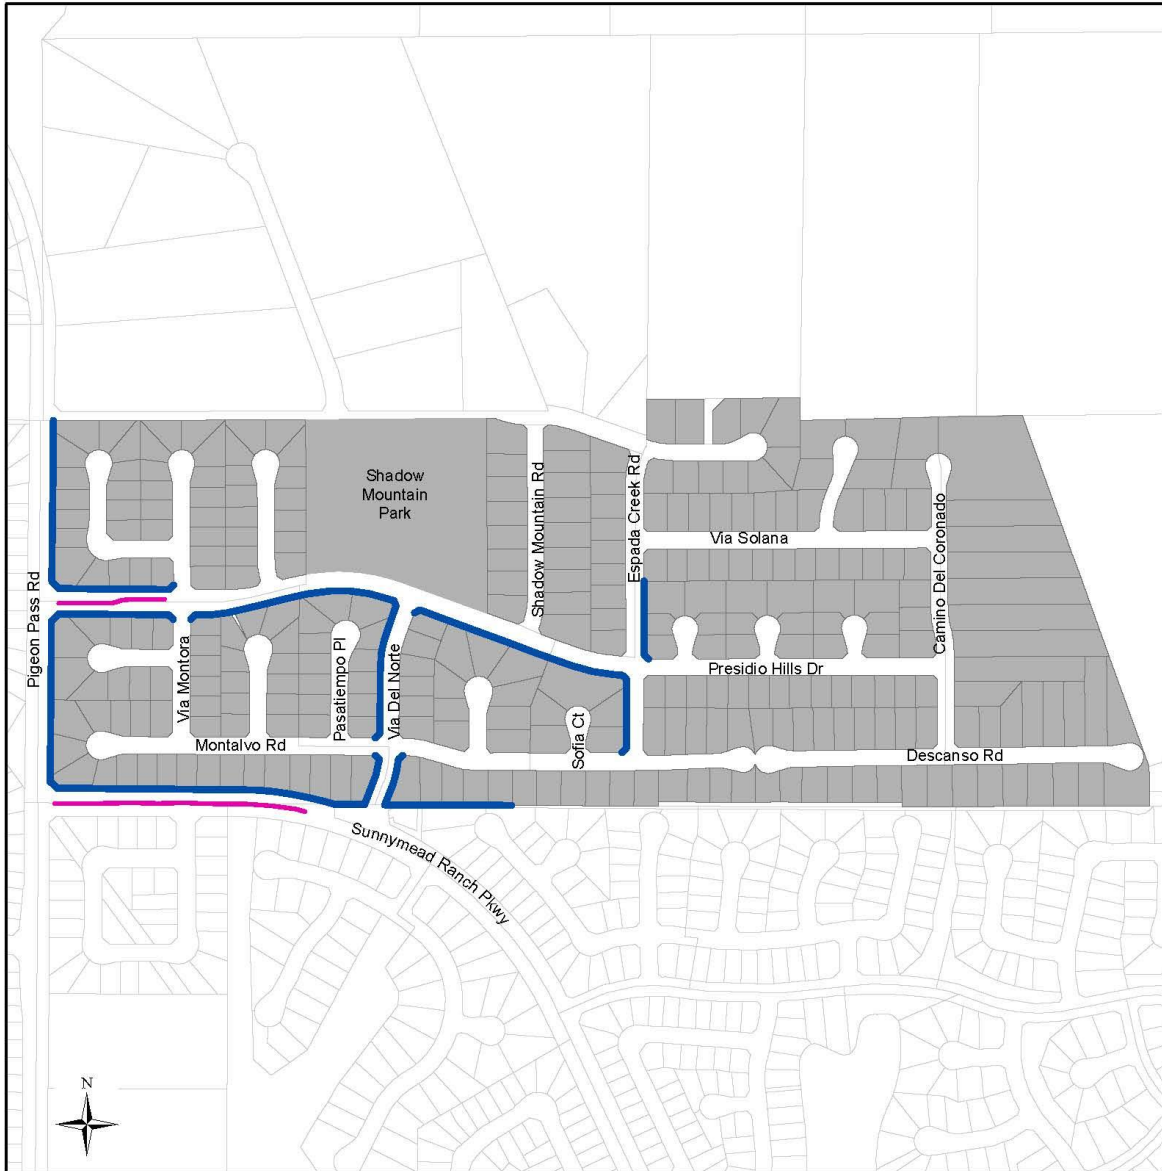 Shadow
Mountain
Park
Shadow Mountain Rd
Espada Creek Rd
Via Solana
Camino Del Coronado
Pigeon Pass Rd
Via Montora
Pasatiempo Pl
Via Del Norte
Presidio Hills Dr
Montalvo Rd
Sofia Ct
Descanso Rd
Sunnymead Ranch Pkwy
N